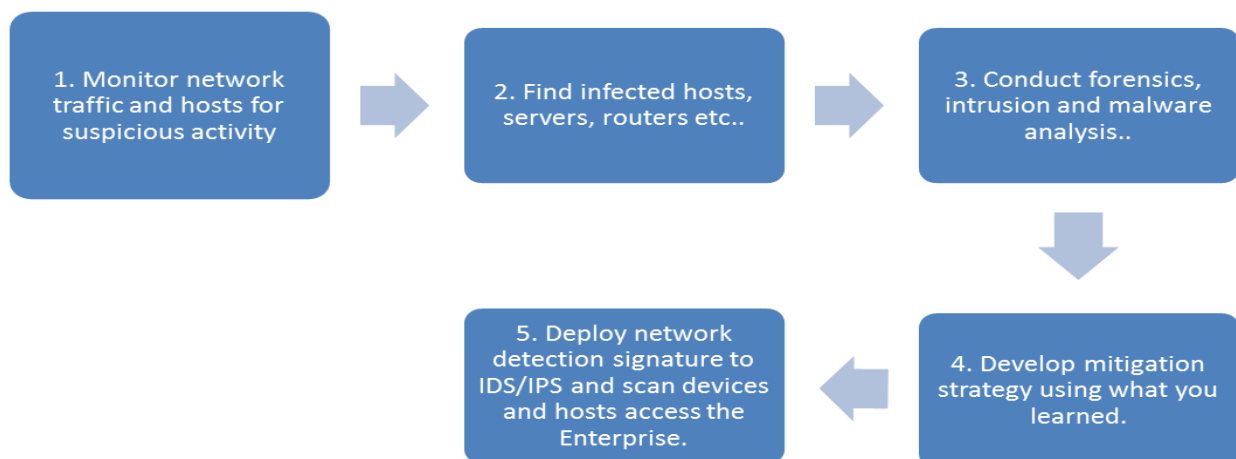 1. Monitor network
traffic and hosts for
suspicious activity
2. Find infected hosts,
servers, routers etc..
3. Conduct forensics,
intrusion and malware
analysis..
4. Develop mitigation
strategy using what you
learned.
5. Deploy network
detection signature to
IDS/IPS and scan devices
and hosts access the
Enterprise.